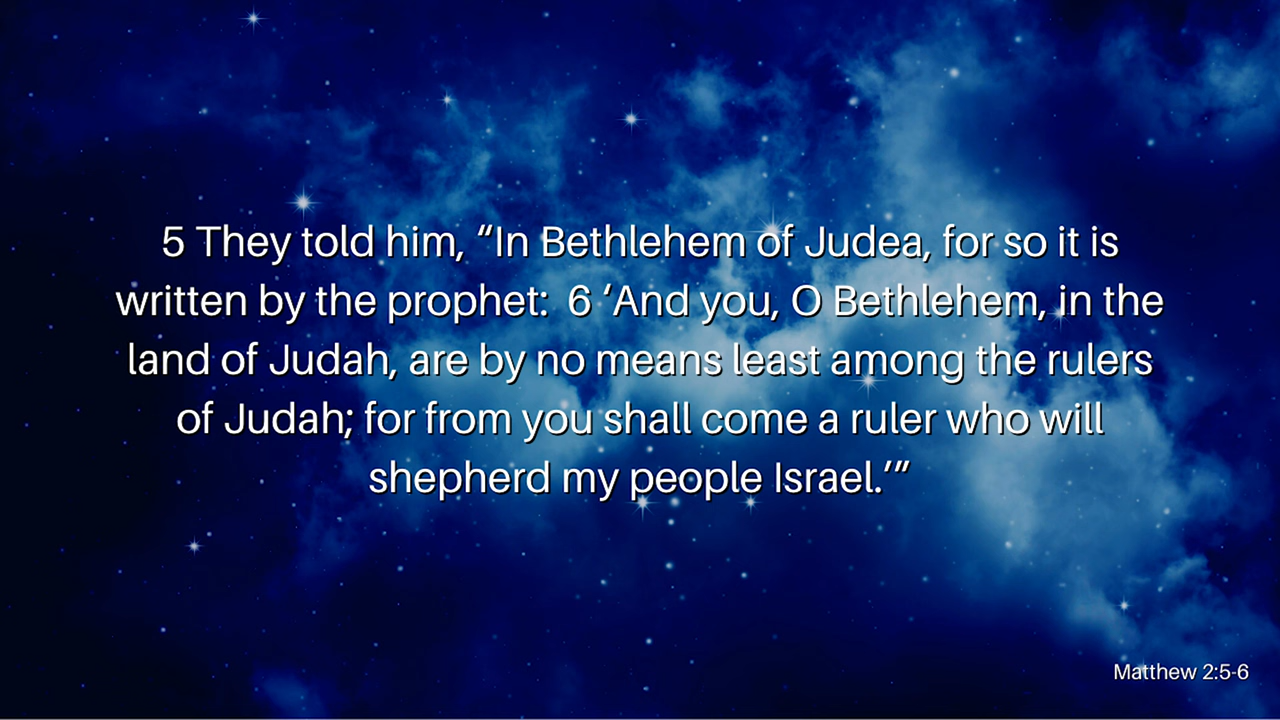 5 They told him, “In Bethlehem of Judea, for so it is
written by the prophet:  6 ‘And you, O Bethlehem, in the
land of Judah, are by no means least among the rulers
of Judah; for from you shall come a ruler who will
shepherd my people Israel.’”
Matthew 2:5-6